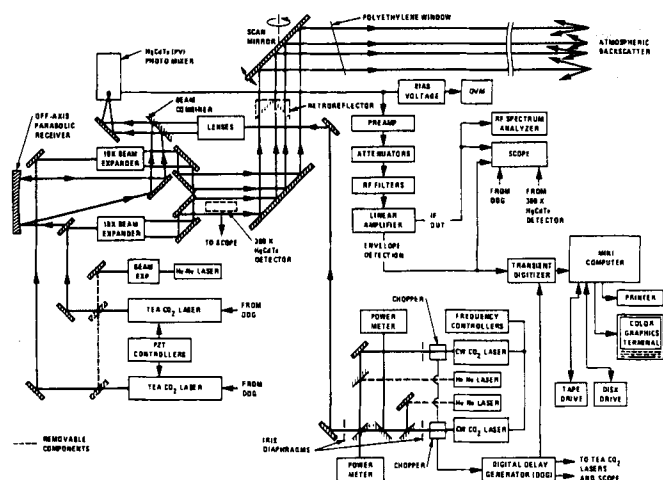 SCAN
MIRROR
POLYETHYLENE WINDOW
ATMOSPHERIC
BACKSCATTER
HgCdTe (PV)
PHOTOMIXER
BEAM
COMBINER
RETROREFLECTOR
LENSES
OFF-AXIS
PARABOLIC
RECEIVER
10X BEAM
EXPANDER
10X BEAM
EXPANDER
TO SCOPE
300 K
HgCdTe
DETECTOR
BEAM
EXP
He Ne LASER
TEA CO2 LASER
FROM
DDG
PZT
CONTROLLERS
TEA CO2 LASER
FROM
DDG
REMOVABLE
COMPONENTS
BIAS
VOLTAGE
DVM
PREAMP
ATTENUATORS
RF FILTERS
LINEAR
AMPLIFIER
IF OUT
ENVELOPE
DETECTION
RF SPECTRUM
ANALYZER
SCOPE
FROM
DDG
FROM
300 K
HgCdTe
DETECTOR
TRANSIENT
DIGITIZER
MINI
COMPUTER
PRINTER
COLOR
GRAPHICS
TERMINAL
TAPE
DRIVE
DISK
DRIVE
CHOPPER
POWER
METER
FREQUENCY
CONTROLLERS
CW CO2 LASER
He Ne LASER
He Ne LASER
CW CO2 LASER
IRIS
DIAPHRAGMS
POWER
METER
CHOPPER
DIGITAL DELAY
GENERATOR (DDG)
TO TEA CO2
LASERS
AND SCOPE